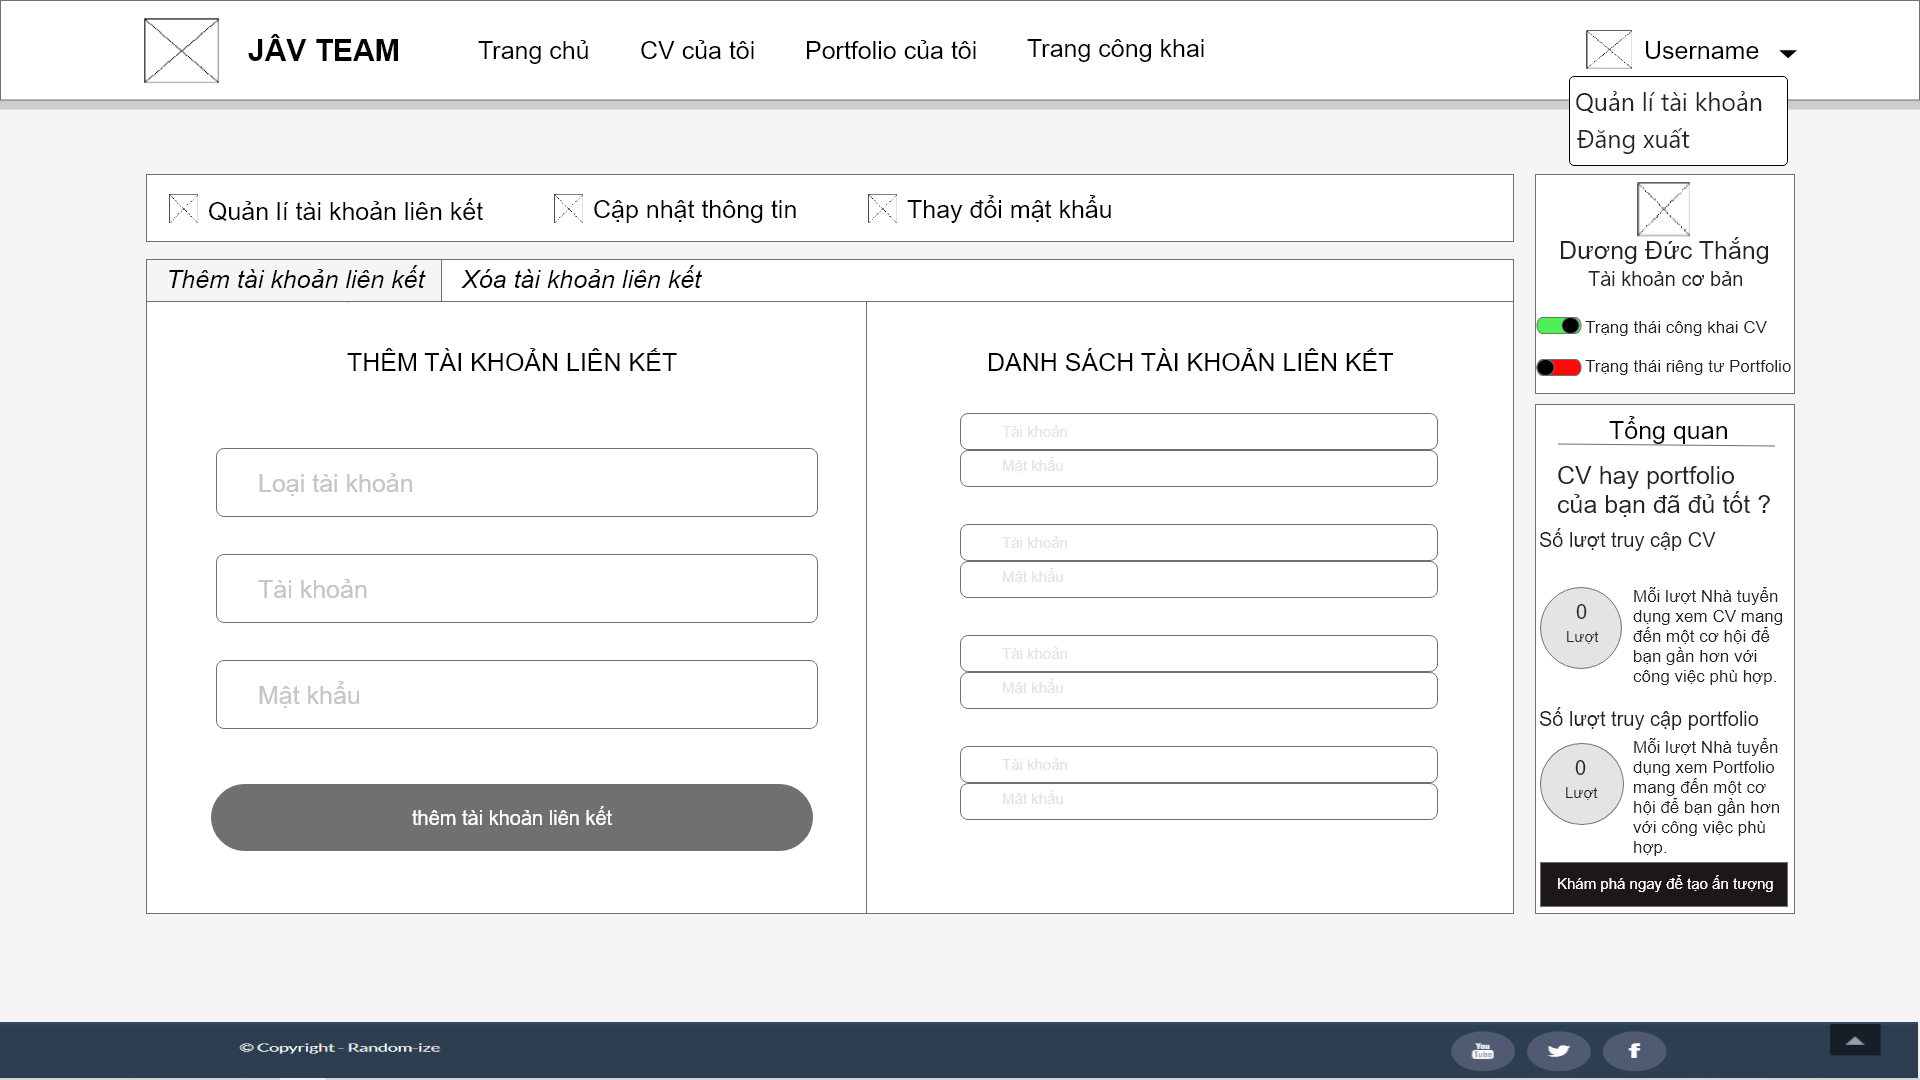 JÂV TEAM
Trang chủ
CV của tôi
Portfolio của tôi
Trang công khai
Username
Quản lí tài khoản
Đăng xuất
Quản lí tài khoản liên kết
Cập nhật thông tin
Thay đổi mật khẩu
Thêm tài khoản liên kết
Xóa tài khoản liên kết
THÊM TÀI KHOẢN LIÊN KẾT
Loại tài khoản
Tài khoản
Mật khẩu
thêm tài khoản liên kết
DANH SÁCH TÀI KHOẢN LIÊN KẾT
Tài khoản
Mật khẩu
Tài khoản
Mật khẩu
Tài khoản
Mật khẩu
Tài khoản
Mật khẩu
Dương Đức Thắng
Tài khoản cơ bản
Trạng thái công khai CV
Trạng thái riêng tư Portfolio
Tổng quan
CV hay portfolio
của bạn đã đủ tốt ?
Số lượt truy cập CV
0
Lượt
Mỗi lượt Nhà tuyển
dụng xem CV mang
đến một cơ hội để
bạn gần hơn với
công việc phù hợp.
Số lượt truy cập portfolio
0
Lượt
Mỗi lượt Nhà tuyển
dụng xem Portfolio
mang đến một cơ
hội để bạn gần hơn
với công việc phù
hợp.
Khám phá ngay để tạo ấn tượng
© Copyright - Random-ize
You
Tube